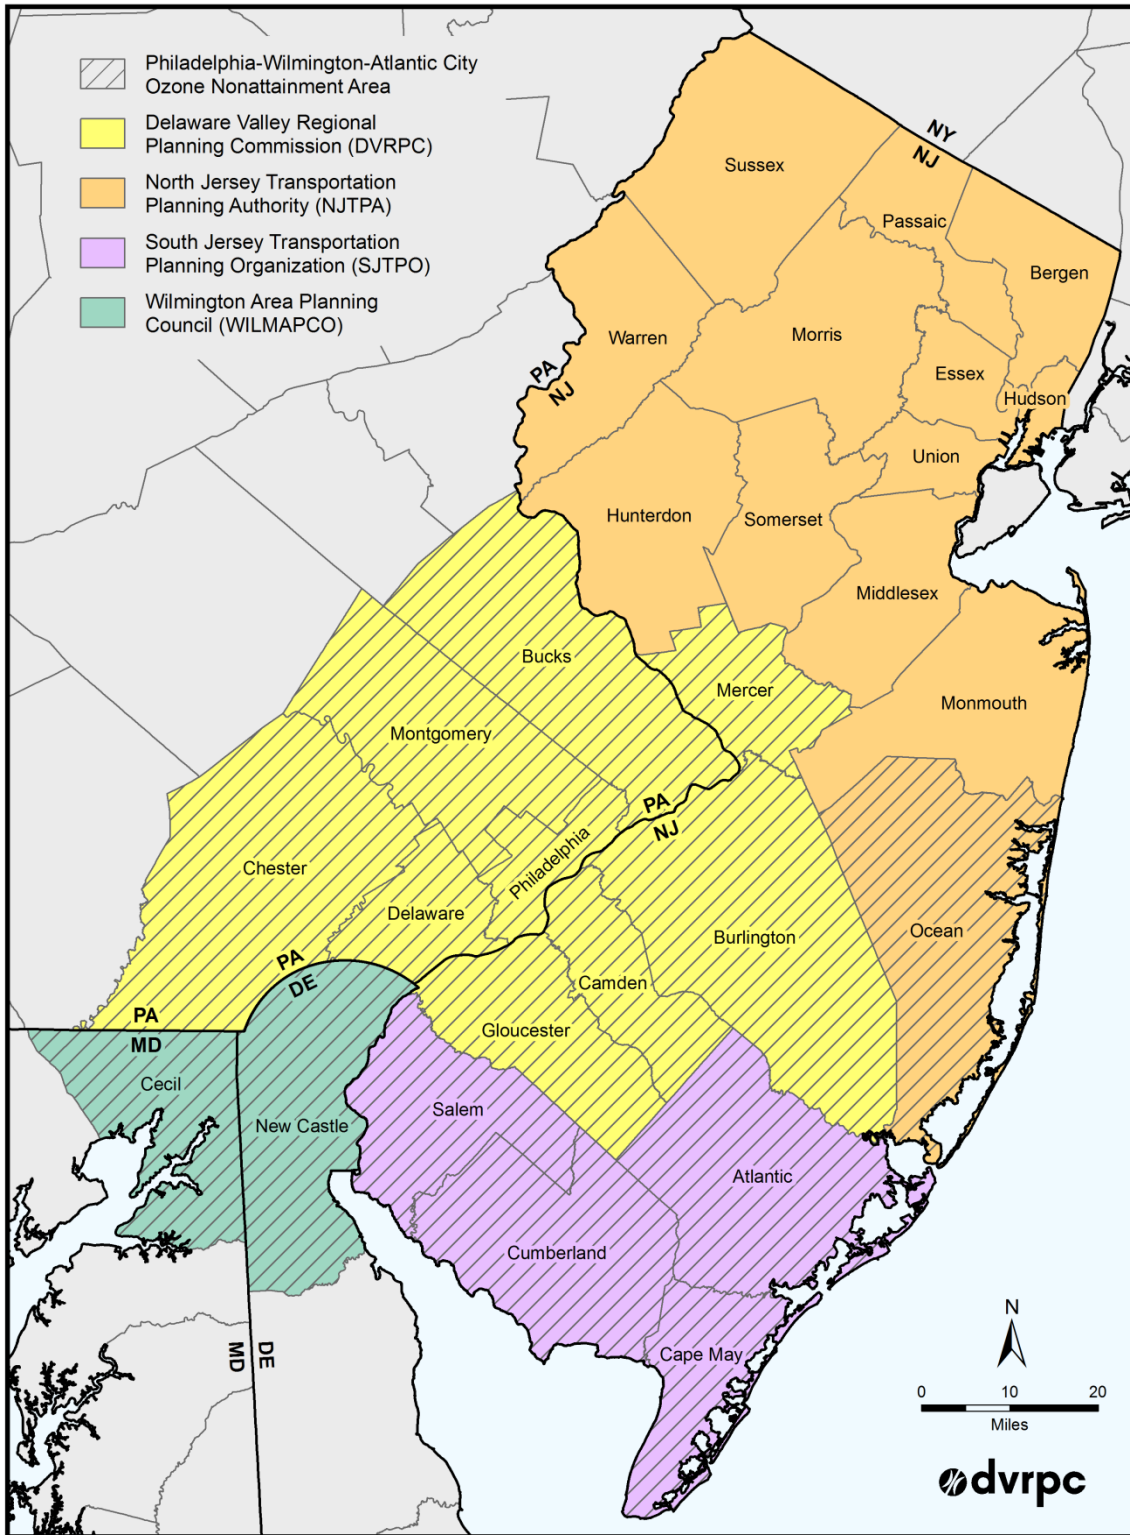 Philadelphia-Wilmington-Atlantic City
Ozone Nonattainment Area
Delaware Valley Regional
Planning Commission (DVRPC)
North Jersey Transportation
Planning Authority (NJTPA)
South Jersey Transportation
Planning Organization (SJTPO)
Wilmington Area Planning
Council (WILMAPCO)
NY
NJ
Sussex
Passaic
Bergen
Warren
Morris
PA
NJ
Essex
Hudson
Union
Hunterdon
Somerset
Middlesex
Bucks
Mercer
Monmouth
Montgomery
PA
NJ
Philadelphia
Chester
Delaware
Ocean
Burlington
PA
DE
Camden
Gloucester
PA
MD
Cecil
New Castle
Salem
Atlantic
Cumberland
Cape May
MD
DE
N
0 10 20
Miles
dvrpc